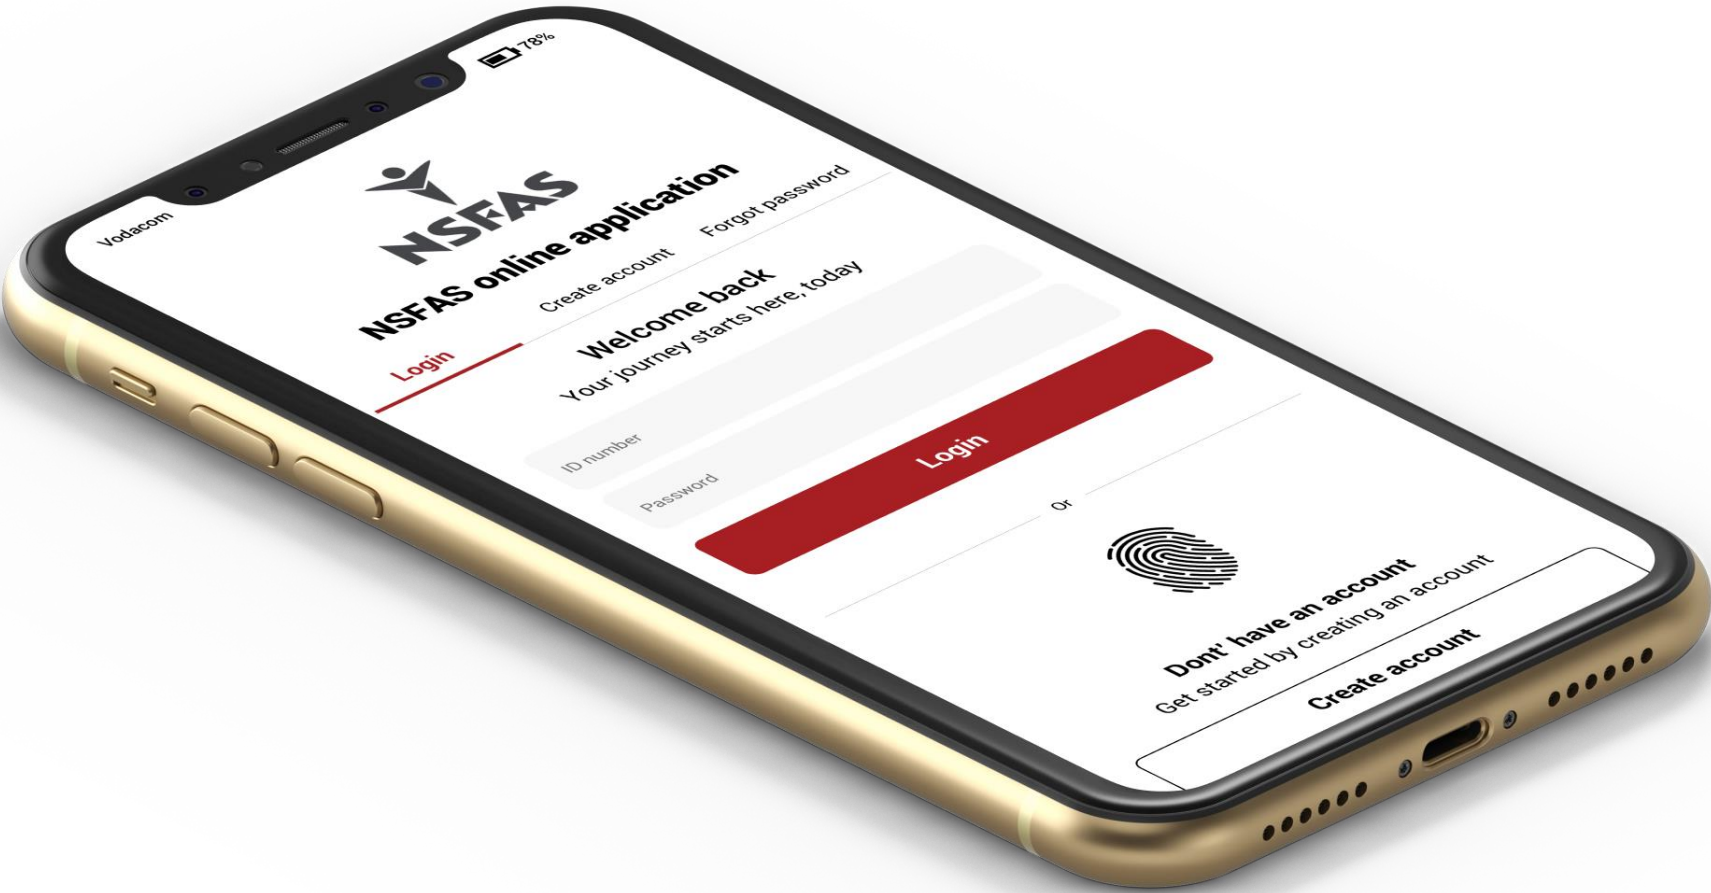 Vodacom
78%
NSFAS
NSFAS online application
Login
Create account
Forgot password
Welcome back
Your journey starts here, today
ID number
Password
Login
Or
Dont' have an account
Get started by creating an account
Create account